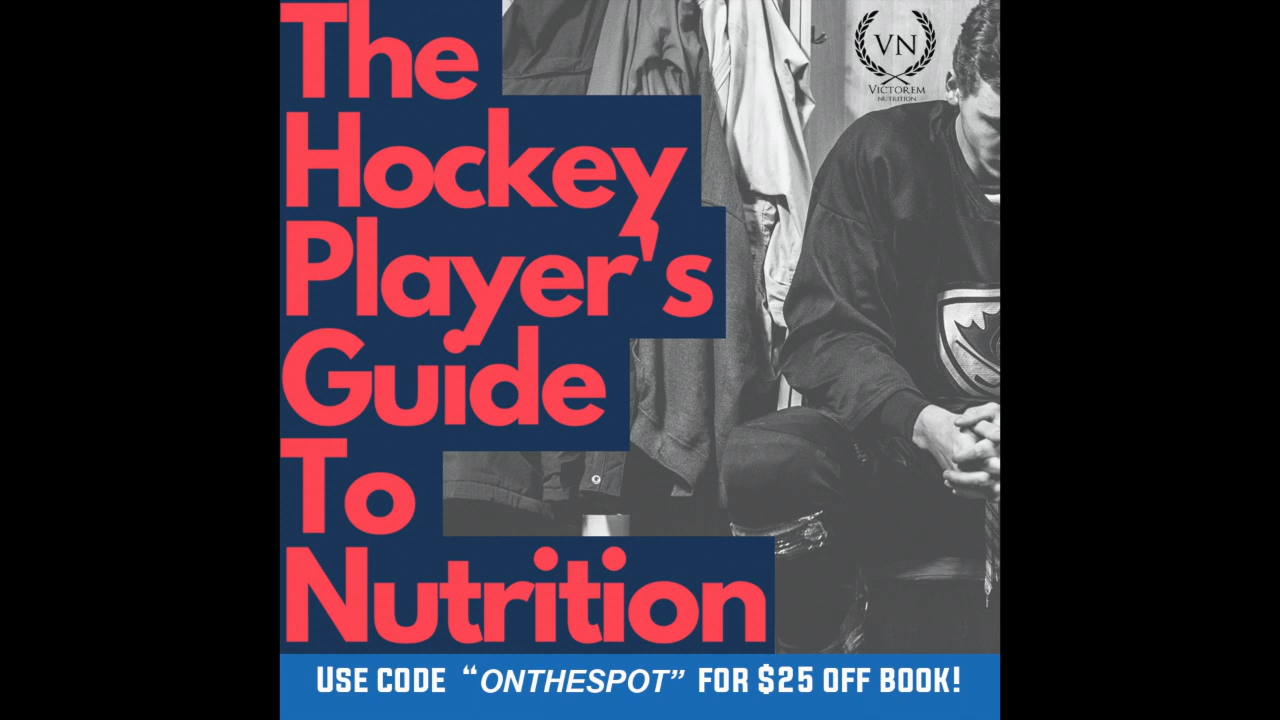 The
Hockey
Player's
Guide
To
Nutrition
VN
VICTOREM
NUTRITION
USE CODE “ONTHESPOT” FOR $25 OFF BOOK!